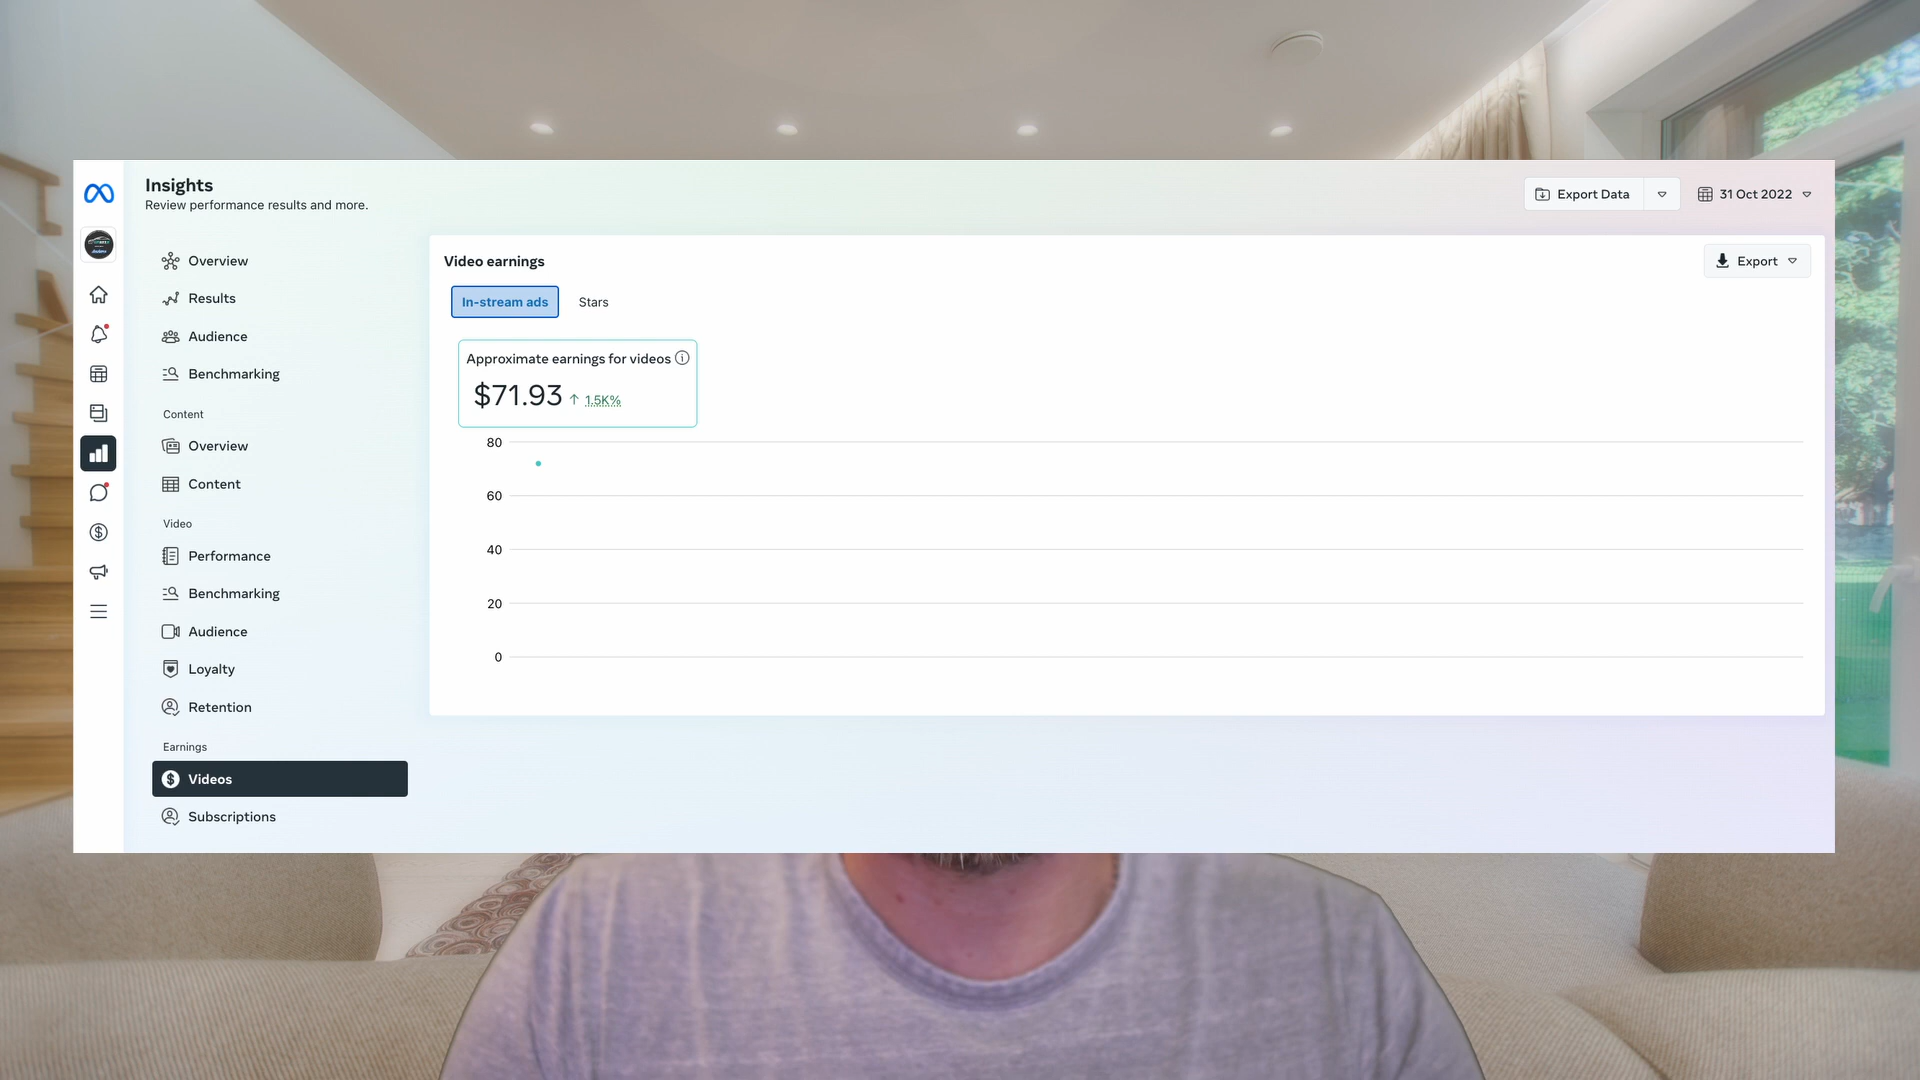 Insights
Review performance results and more.
Export Data
31 Oct 2022
Overview
Results
Audience
Benchmarking
Content
Overview
Content
Video
Performance
Benchmarking
Audience
Loyalty
Retention
Earnings
Videos
Subscriptions
Video earnings
Export
In-stream ads
Stars
Approximate earnings for videos
$71.93 ↑ 1.5K%
80
60
40
20
0